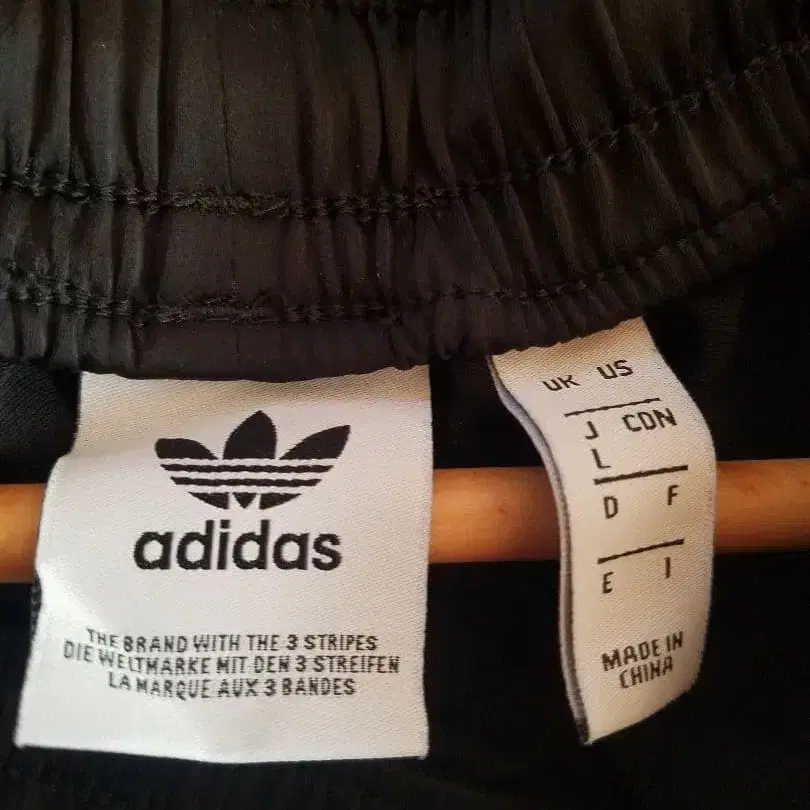 adidas
THE BRAND WITH THE 3 STRIPES
DIE WELTMARKE MIT DEN 3 STREIFEN
LA MARQUE AUX 3 BANDES
UK US
J CDN
L
D F
E I
MADE IN
CHINA